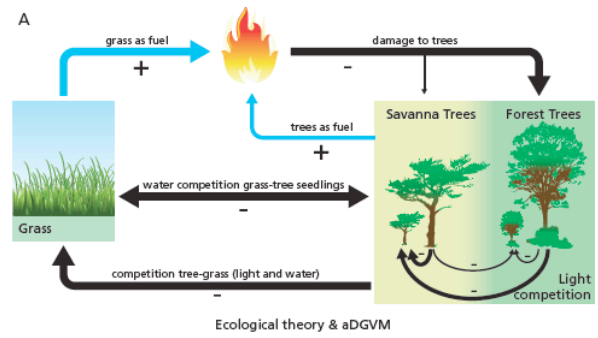 A
grass as fuel
+
damage to trees
-
trees as fuel
+
Savanna Trees
Forest Trees
water competition grass-tree seedlings
-
Grass
competition tree-grass (light and water)
-
-
-
-
-
Light
competition
Ecological theory & aDGVM